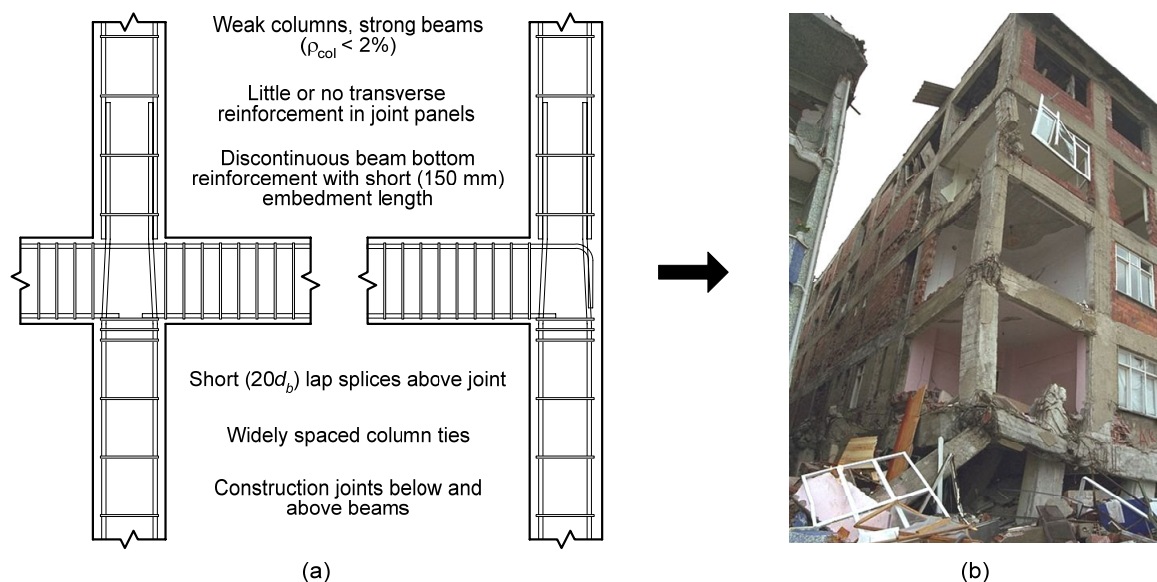 Weak columns, strong beams
(ρcol < 2%)
Little or no transverse
reinforcement in joint panels
Discontinuous beam bottom
reinforcement with short (150 mm)
embedment length
Short (20db) lap splices above joint
Widely spaced column ties
Construction joints below and
above beams
(a)
(b)